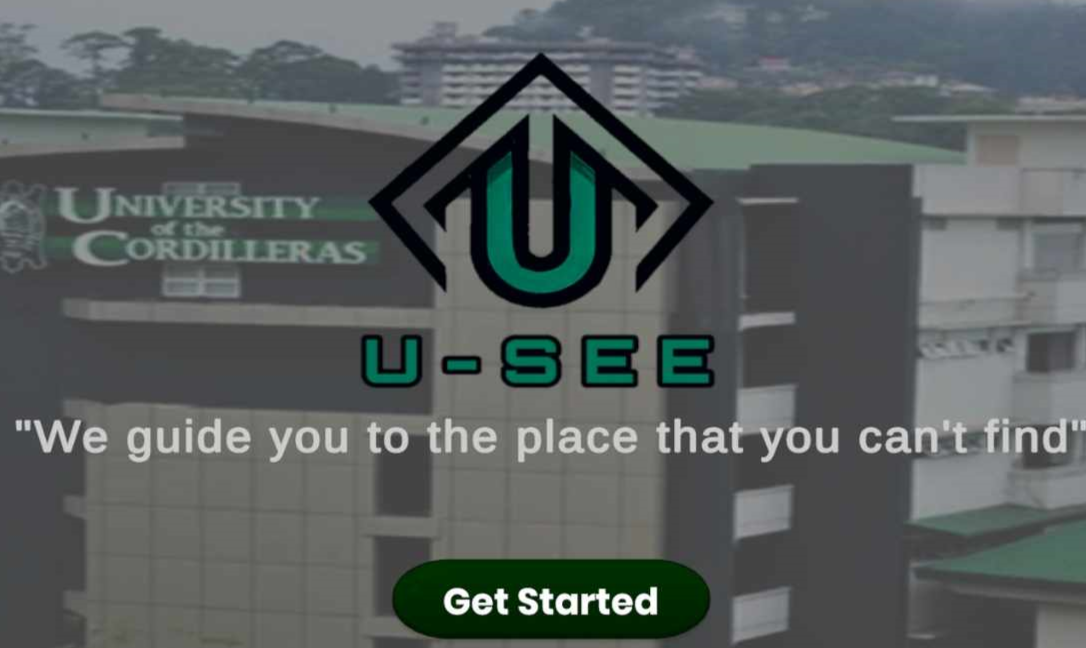 UNIVERSITY
of the
CORDILLERAS
U-SEE
"We guide you to the place that you can't find"
Get Started